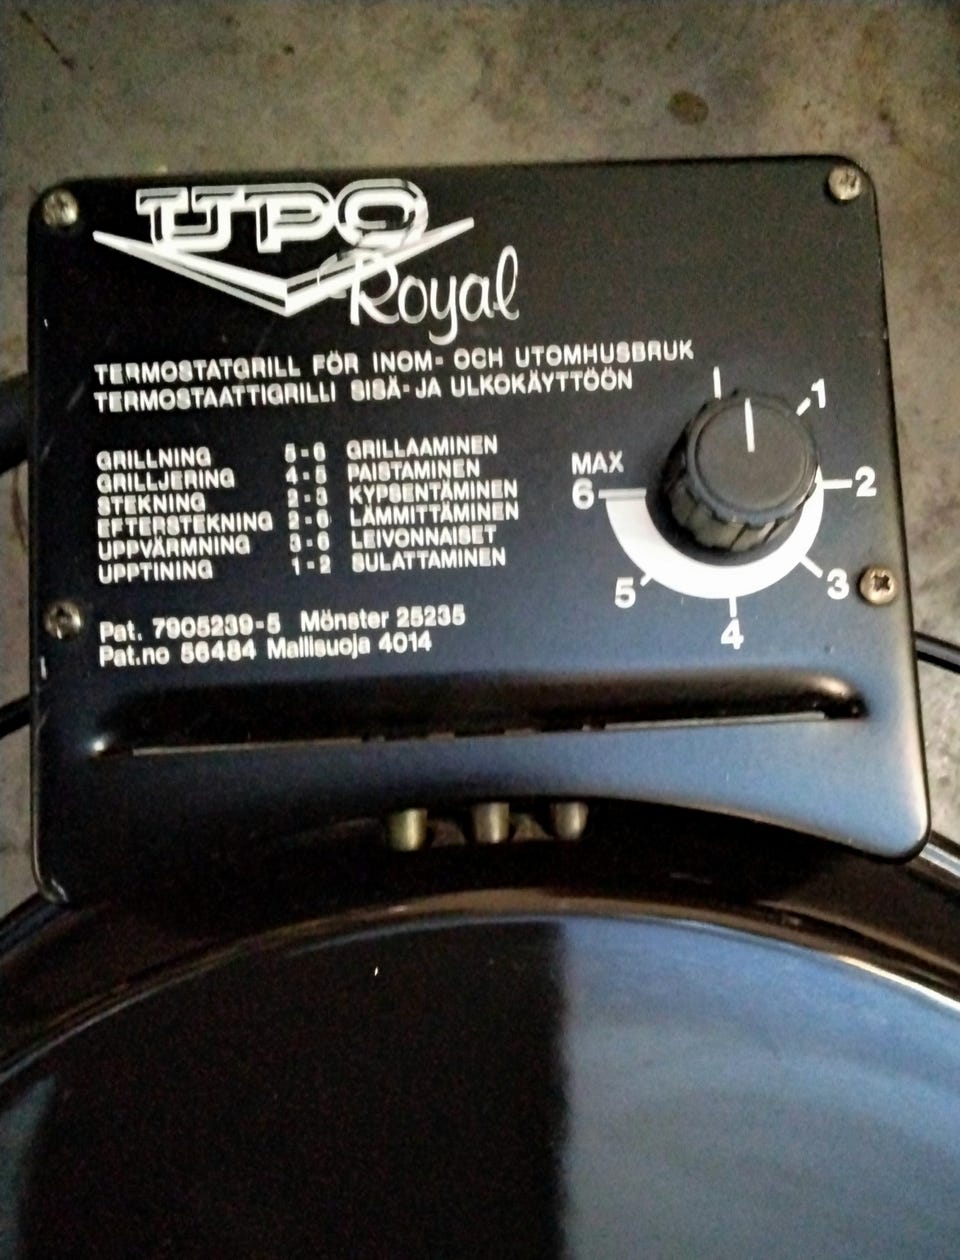 UPO
Royal
TERMOSTATGRILL FÖR INOM- OCH UTOMHUSBRUK
TERMOSTAATTIGRILLI SISÄ- JA ULKOKÄYTTÖÖN
GRILLNING 5-6 GRILLAAMINEN
GRILLJERING 4-5 PAISTAMINEN
STEKNING 2-3 KYPSENTÄMINEN
EFTERSTEKNING 2-6 LÄMMITTÄMINEN
UPPVÄRMNING 3-6 LEIVONNAISET
UPPTINING 1-2 SULATTAMINEN
Pat. 7905239-5 Mönster 25235
Pat.no 56484 Mallisuoja 4014
1
2
3
4
5
MAX
6